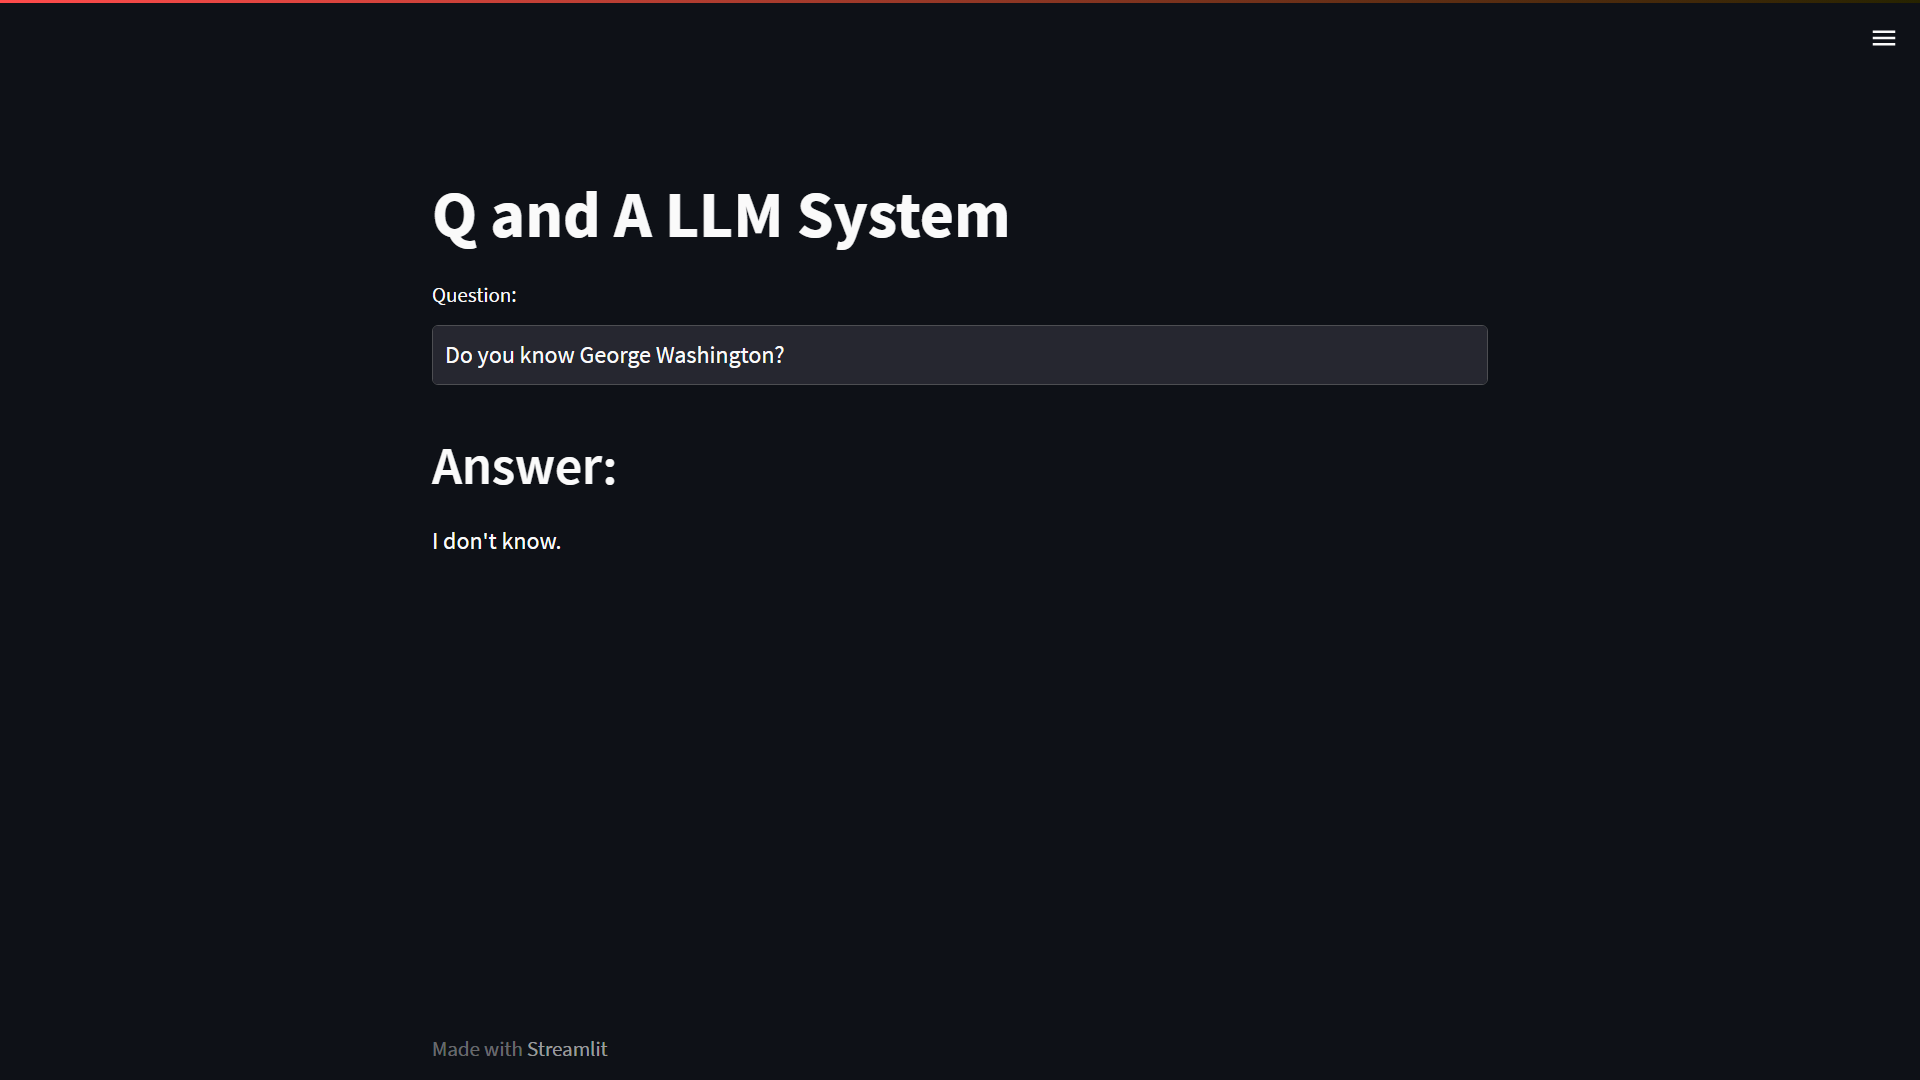 Q and A LLM System
Question:
Do you know George Washington?
Answer:
I don't know.
Made with Streamlit